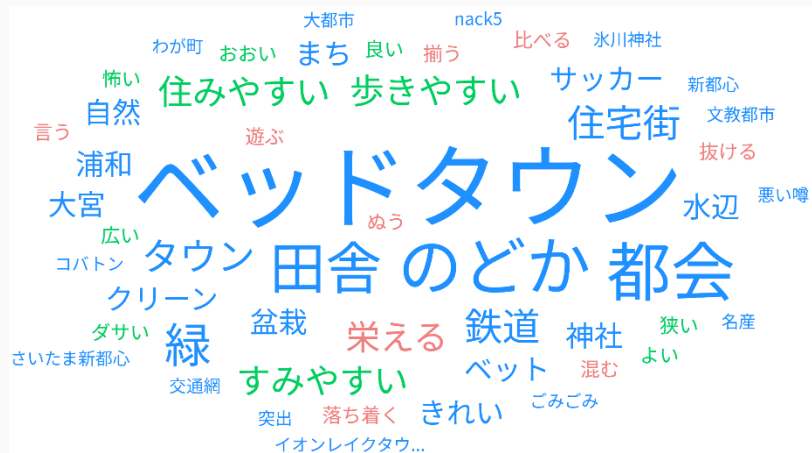 大都市
nack5
わが町
おおい
まち
良い
揃う
比べる
氷川神社
怖い
住みやすい
歩きやすい
サッカー
新都心
自然
住宅街
文教都市
言う
遊ぶ
浦和
ベッドタウン
抜ける
大宮
水辺
悪い噂
広い
ぬう
コバトン
タウン
田舎
のどか
都会
クリーン
盆栽
栄える
鉄道
神社
狭い
名産
ダサい
緑
さいたま新都心
すみやすい
ベット
混む
よい
交通網
突出
落ち着く
きれい
ごみごみ
イオンレイクタウ...